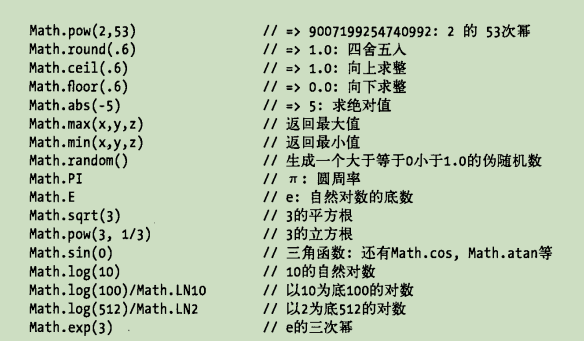 Math.pow(2,53) // => 9007199254740992: 2 的 53次幂
Math.round(.6) // => 1.0: 四舍五入
Math.ceil(.6) // => 1.0: 向上求整
Math.floor(.6) // => 0.0: 向下求整
Math.abs(-5) // => 5: 求绝对值
Math.max(x,y,z) // 返回最大值
Math.min(x,y,z) // 返回最小值
Math.random() // 生成一个大于等于0小于1.0的伪随机数
Math.PI // π: 圆周率
Math.E // e: 自然对数的底数
Math.sqrt(3) // 3的平方根
Math.pow(3, 1/3) // 3的立方根
Math.sin(0) // 三角函数: 还有Math.cos, Math.atan等
Math.log(10) // 10的自然对数
Math.log(100)/Math.LN10 // 以10为底100的对数
Math.log(512)/Math.LN2 // 以2为底512的对数
Math.exp(3) // e的三次幂